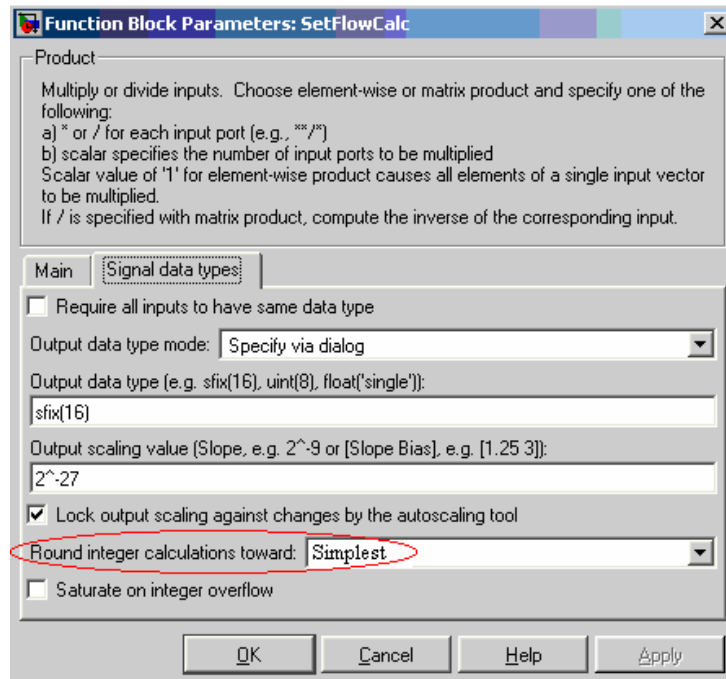 Function Block Parameters: SetFlowCalc
Product
Multiply or divide inputs. Choose element-wise or matrix product and specify one of the
following:
a) * or / for each input port (e.g., "**/*")
b) scalar specifies the number of input ports to be multiplied
Scalar value of '1' for element-wise product causes all elements of a single input vector
to be multiplied.
If / is specified with matrix product, compute the inverse of the corresponding input.
Main
Signal data types
Require all inputs to have same data type
Output data type mode: Specify via dialog
Output data type (e.g. sfix(16), uint(8), float('single')):
sfix(16)
Output scaling value (Slope, e.g. 2^-9 or [Slope Bias], e.g. [1.25 3]):
2^-27
Lock output scaling against changes by the autoscaling tool
Round integer calculations toward: Simplest
Saturate on integer overflow
OK
Cancel
Help
Apply